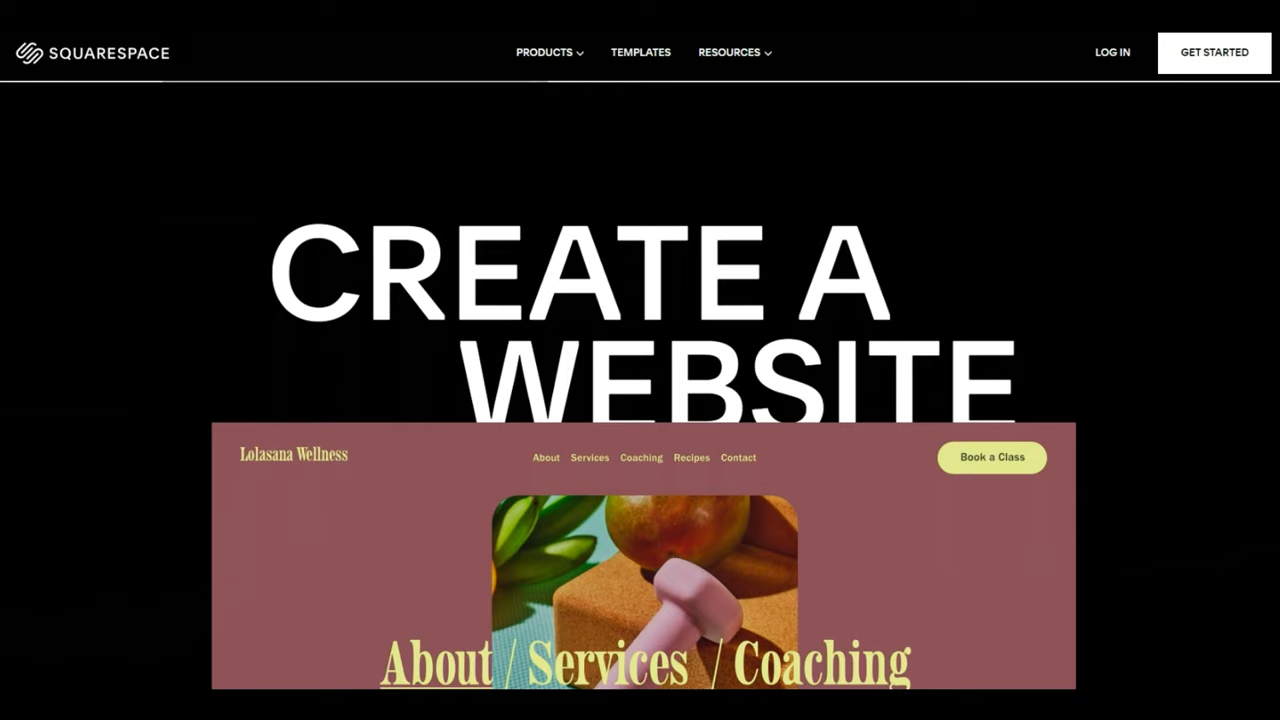 SQUARESPACE PRODUCTS TEMPLATES RESOURCES LOG IN GET STARTED
CREATE A
WEBSITE
Lolasana Wellness About Services Coaching Recipes Contact Book a Class
About / Services / Coaching